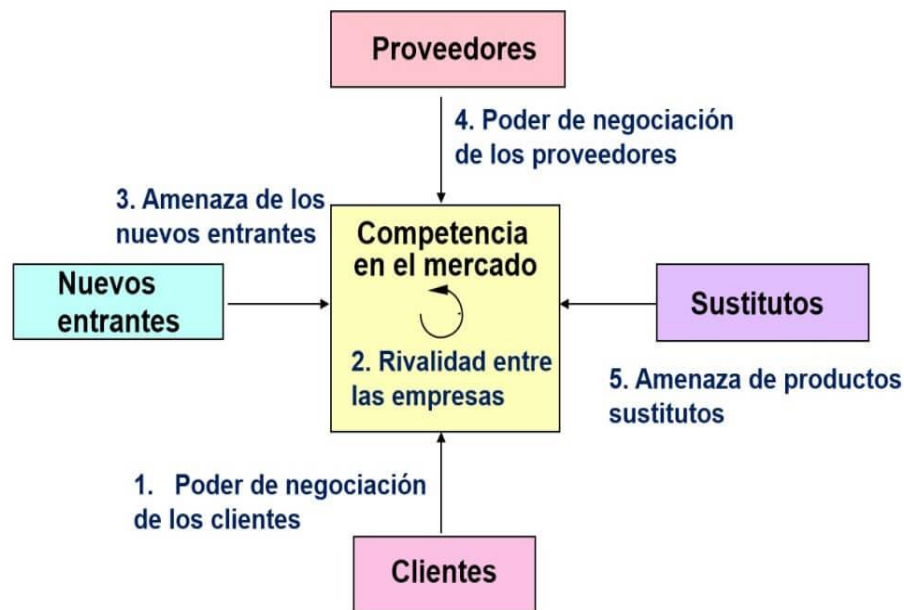 Proveedores
4. Poder de negociación
de los proveedores
3. Amenaza de los
nuevos entrantes
Competencia
en el mercado
Nuevos
entrantes
Sustitutos
2. Rivalidad entre
las empresas
5. Amenaza de productos
sustitutos
1. Poder de negociación
de los clientes
Clientes